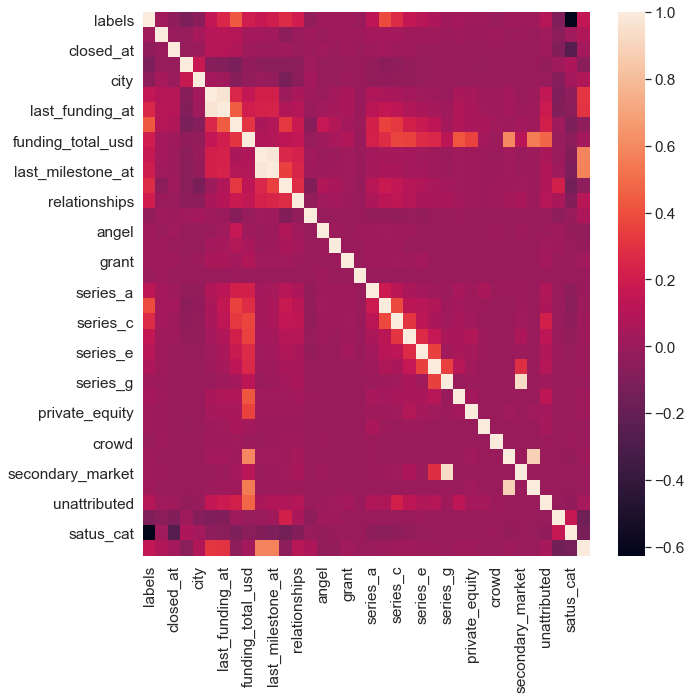 labels
closed_at
city
last_funding_at
funding_total_usd
last_milestone_at
relationships
angel
grant
series_a
series_c
series_e
series_g
private_equity
crowd
secondary_market
unattributed
satus_cat
1.0
0.8
0.6
0.4
0.2
0.0
−0.2
−0.4
−0.6
labels
closed_at
city
last_funding_at
funding_total_usd
last_milestone_at
relationships
angel
grant
series_a
series_c
series_e
series_g
private_equity
crowd
secondary_market
unattributed
satus_cat